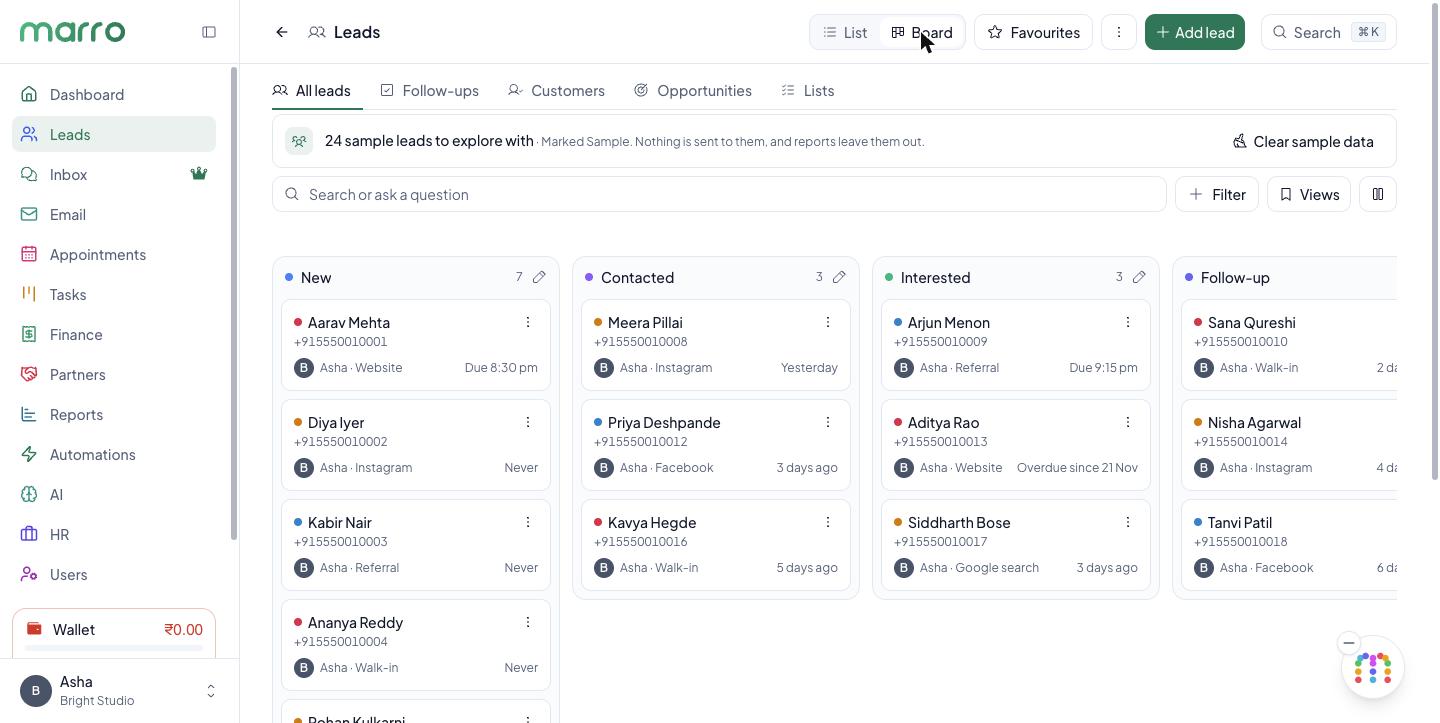 marro
Leads
List
Board
Favourites
Add lead
Search
⌘ K
Dashboard
Leads
Inbox
Email
Appointments
Tasks
Finance
Partners
Reports
Automations
AI
HR
Users
Wallet ₹0.00
B
Asha
Bright Studio
All leads
Follow-ups
Customers
Opportunities
Lists
24 sample leads to explore with · Marked Sample. Nothing is sent to them, and reports leave them out.
Clear sample data
Search or ask a question
Filter
Views
New 7
Aarav Mehta
+915550010001
B Asha · Website Due 8:30 pm
Diya Iyer
+915550010002
B Asha · Instagram Never
Kabir Nair
+915550010003
B Asha · Referral Never
Ananya Reddy
+915550010004
B Asha · Walk-in Never
Rohan Kulkarni
Contacted 3
Meera Pillai
+915550010008
B Asha · Instagram Yesterday
Priya Deshpande
+915550010012
B Asha · Facebook 3 days ago
Kavya Hegde
+915550010016
B Asha · Walk-in 5 days ago
Interested 3
Arjun Menon
+915550010009
B Asha · Referral Due 9:15 pm
Aditya Rao
+915550010013
B Asha · Website Overdue since 21 Nov
Siddharth Bose
+915550010017
B Asha · Google search 3 days ago
Follow-up
Sana Qureshi
+915550010010
B Asha · Walk-in 2 da
Nisha Agarwal
+915550010014
B Asha · Instagram 4 da
Tanvi Patil
+915550010018
B Asha · Facebook 6 da